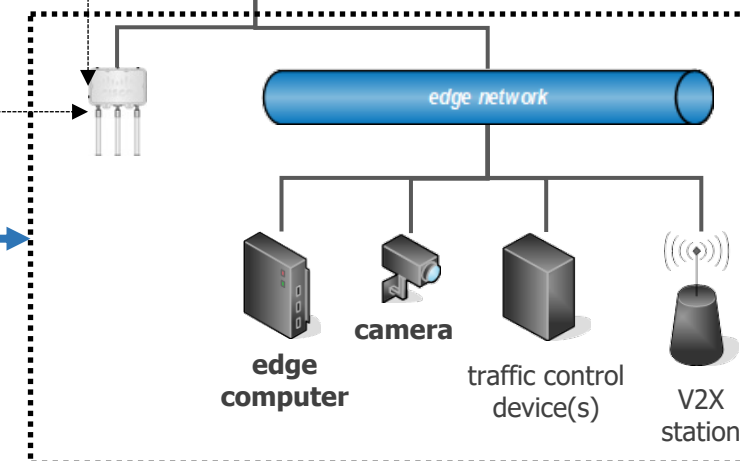 edge network
camera
edge
computer
traffic control
device(s)
V2X
station